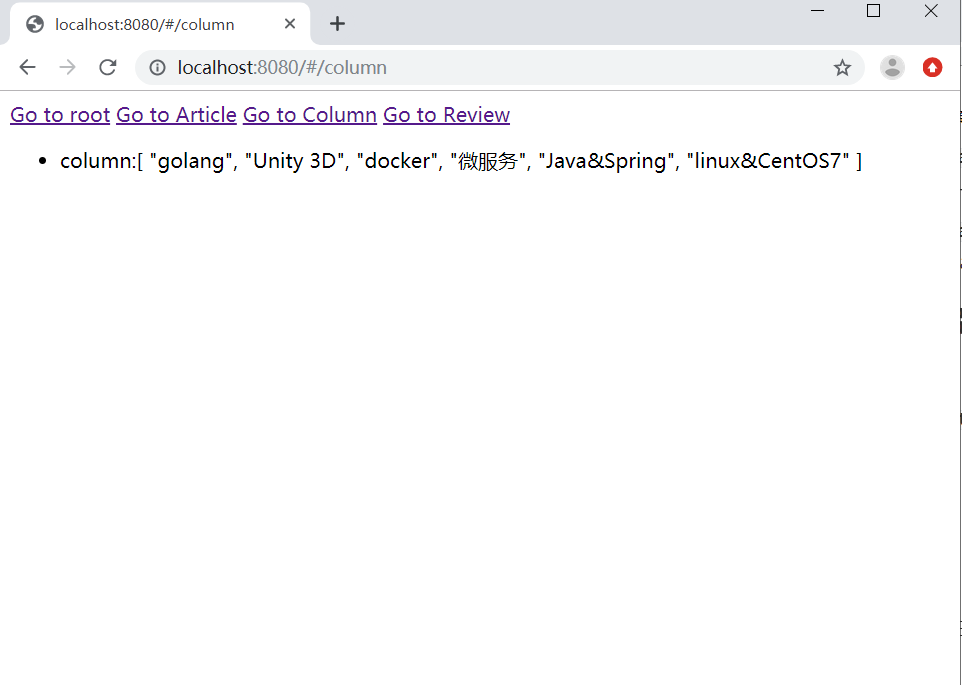 localhost:8080/#/column
localhost:8080/#/column
Go to root Go to Article Go to Column Go to Review
column:[ "golang", "Unity 3D", "docker", "微服务", "Java&Spring", "linux&CentOS7" ]